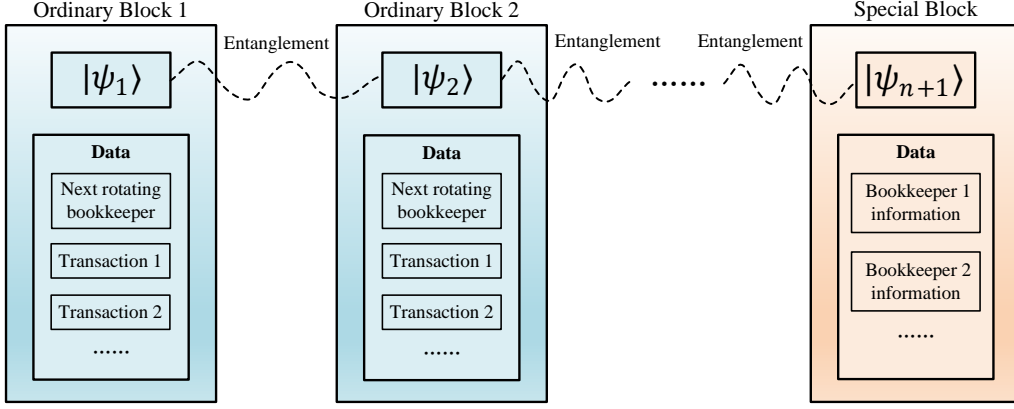 Ordinary Block 1
Ordinary Block 2
Special Block
Entanglement
Entanglement
Entanglement
|ψ₁⟩
|ψ₂⟩
......
|ψₙ₊₁⟩
Data
Next rotating
bookkeeper
Transaction 1
Transaction 2
......
Data
Next rotating
bookkeeper
Transaction 1
Transaction 2
......
Data
Bookkeeper 1
information
Bookkeeper 2
information
......